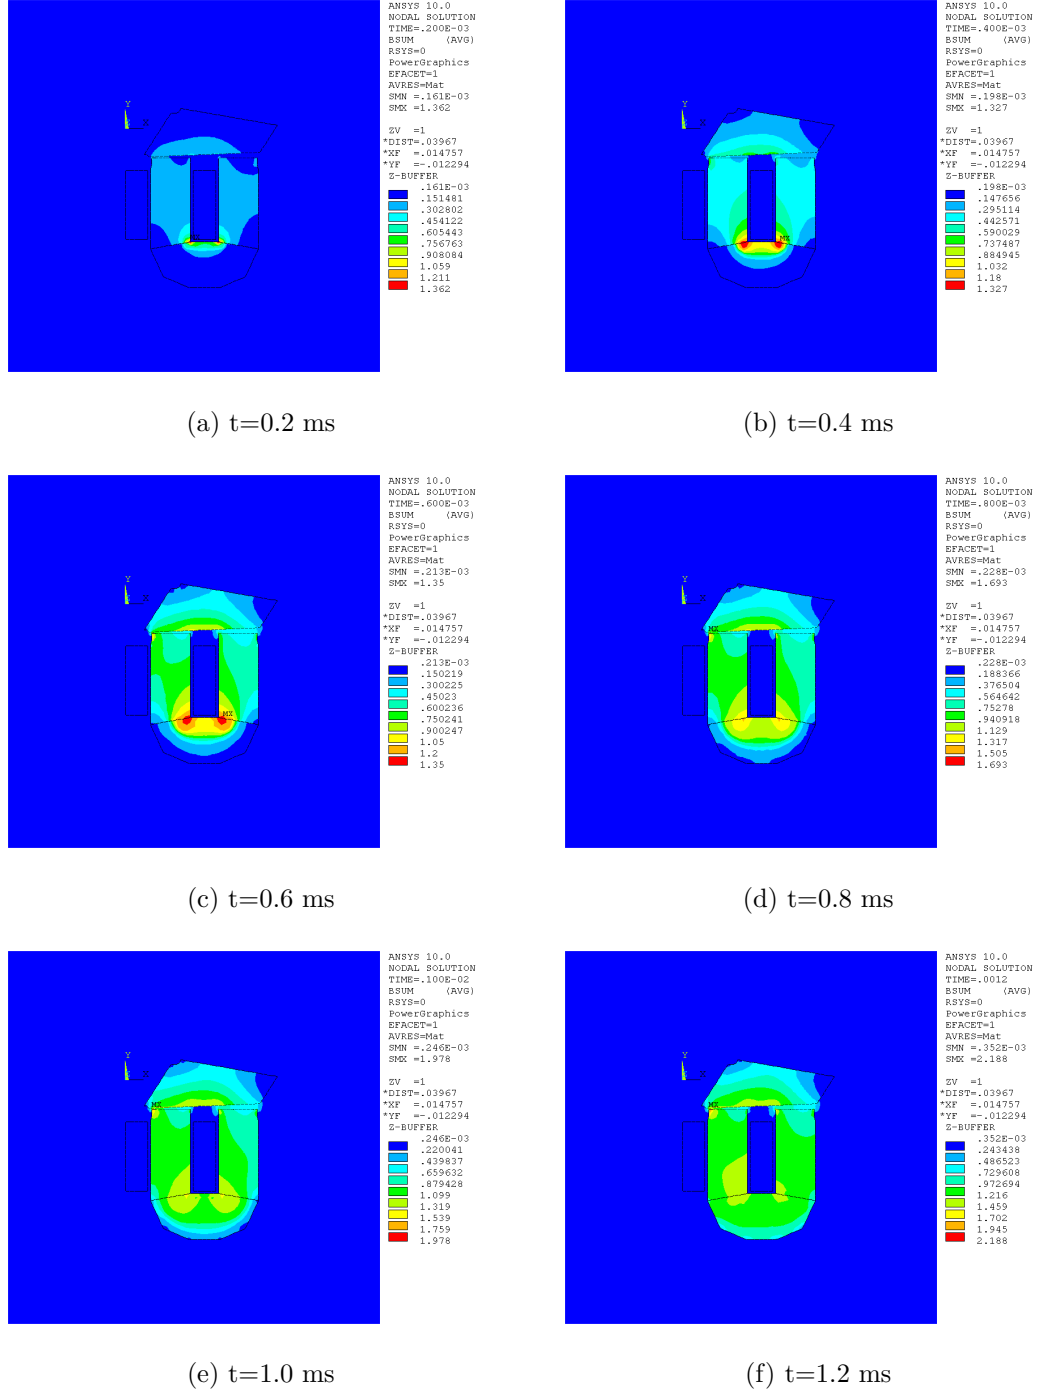 ANSYS 10.0
NODAL SOLUTION
TIME=.200E-03
BSUM (AVG)
RSYS=0
PowerGraphics
EFACET=1
AVRES=Mat
SMN =.161E-03
SMX =1.362
ZV =1
*DIST=.03967
*XF =.014757
*YF =-.012294
Z-BUFFER
.161E-03
.151481
.302802
.454122
.605443
.756763
.908084
1.059
1.211
1.362
Y
X
(a) t=0.2 ms
ANSYS 10.0
NODAL SOLUTION
TIME=.400E-03
BSUM (AVG)
RSYS=0
PowerGraphics
EFACET=1
AVRES=Mat
SMN =.198E-03
SMX =1.327
ZV =1
*DIST=.03967
*XF =.014757
*YF =-.012294
Z-BUFFER
.198E-03
.147656
.295114
.442571
.590029
.737487
.884945
1.032
1.18
1.327
Y
X
MX
(b) t=0.4 ms
ANSYS 10.0
NODAL SOLUTION
TIME=.600E-03
BSUM (AVG)
RSYS=0
PowerGraphics
EFACET=1
AVRES=Mat
SMN =.213E-03
SMX =1.35
ZV =1
*DIST=.03967
*XF =.014757
*YF =-.012294
Z-BUFFER
.213E-03
.150219
.300225
.45023
.600236
.750241
.900247
1.05
1.2
1.35
Y
X
MX
(c) t=0.6 ms
ANSYS 10.0
NODAL SOLUTION
TIME=.800E-03
BSUM (AVG)
RSYS=0
PowerGraphics
EFACET=1
AVRES=Mat
SMN =.228E-03
SMX =1.693
ZV =1
*DIST=.03967
*XF =.014757
*YF =-.012294
Z-BUFFER
.228E-03
.188366
.376504
.564642
.75278
.940918
1.129
1.317
1.505
1.693
Y
X
MX
(d) t=0.8 ms
ANSYS 10.0
NODAL SOLUTION
TIME=.100E-02
BSUM (AVG)
RSYS=0
PowerGraphics
EFACET=1
AVRES=Mat
SMN =.246E-03
SMX =1.978
ZV =1
*DIST=.03967
*XF =.014757
*YF =-.012294
Z-BUFFER
.246E-03
.220041
.439837
.659632
.879428
1.099
1.319
1.539
1.759
1.978
Y
X
MX
(e) t=1.0 ms
ANSYS 10.0
NODAL SOLUTION
TIME=.0012
BSUM (AVG)
RSYS=0
PowerGraphics
EFACET=1
AVRES=Mat
SMN =.352E-03
SMX =2.188
ZV =1
*DIST=.03967
*XF =.014757
*YF =-.012294
Z-BUFFER
.352E-03
.243438
.486523
.729608
.972694
1.216
1.459
1.702
1.945
2.188
Y
X
MX
(f) t=1.2 ms